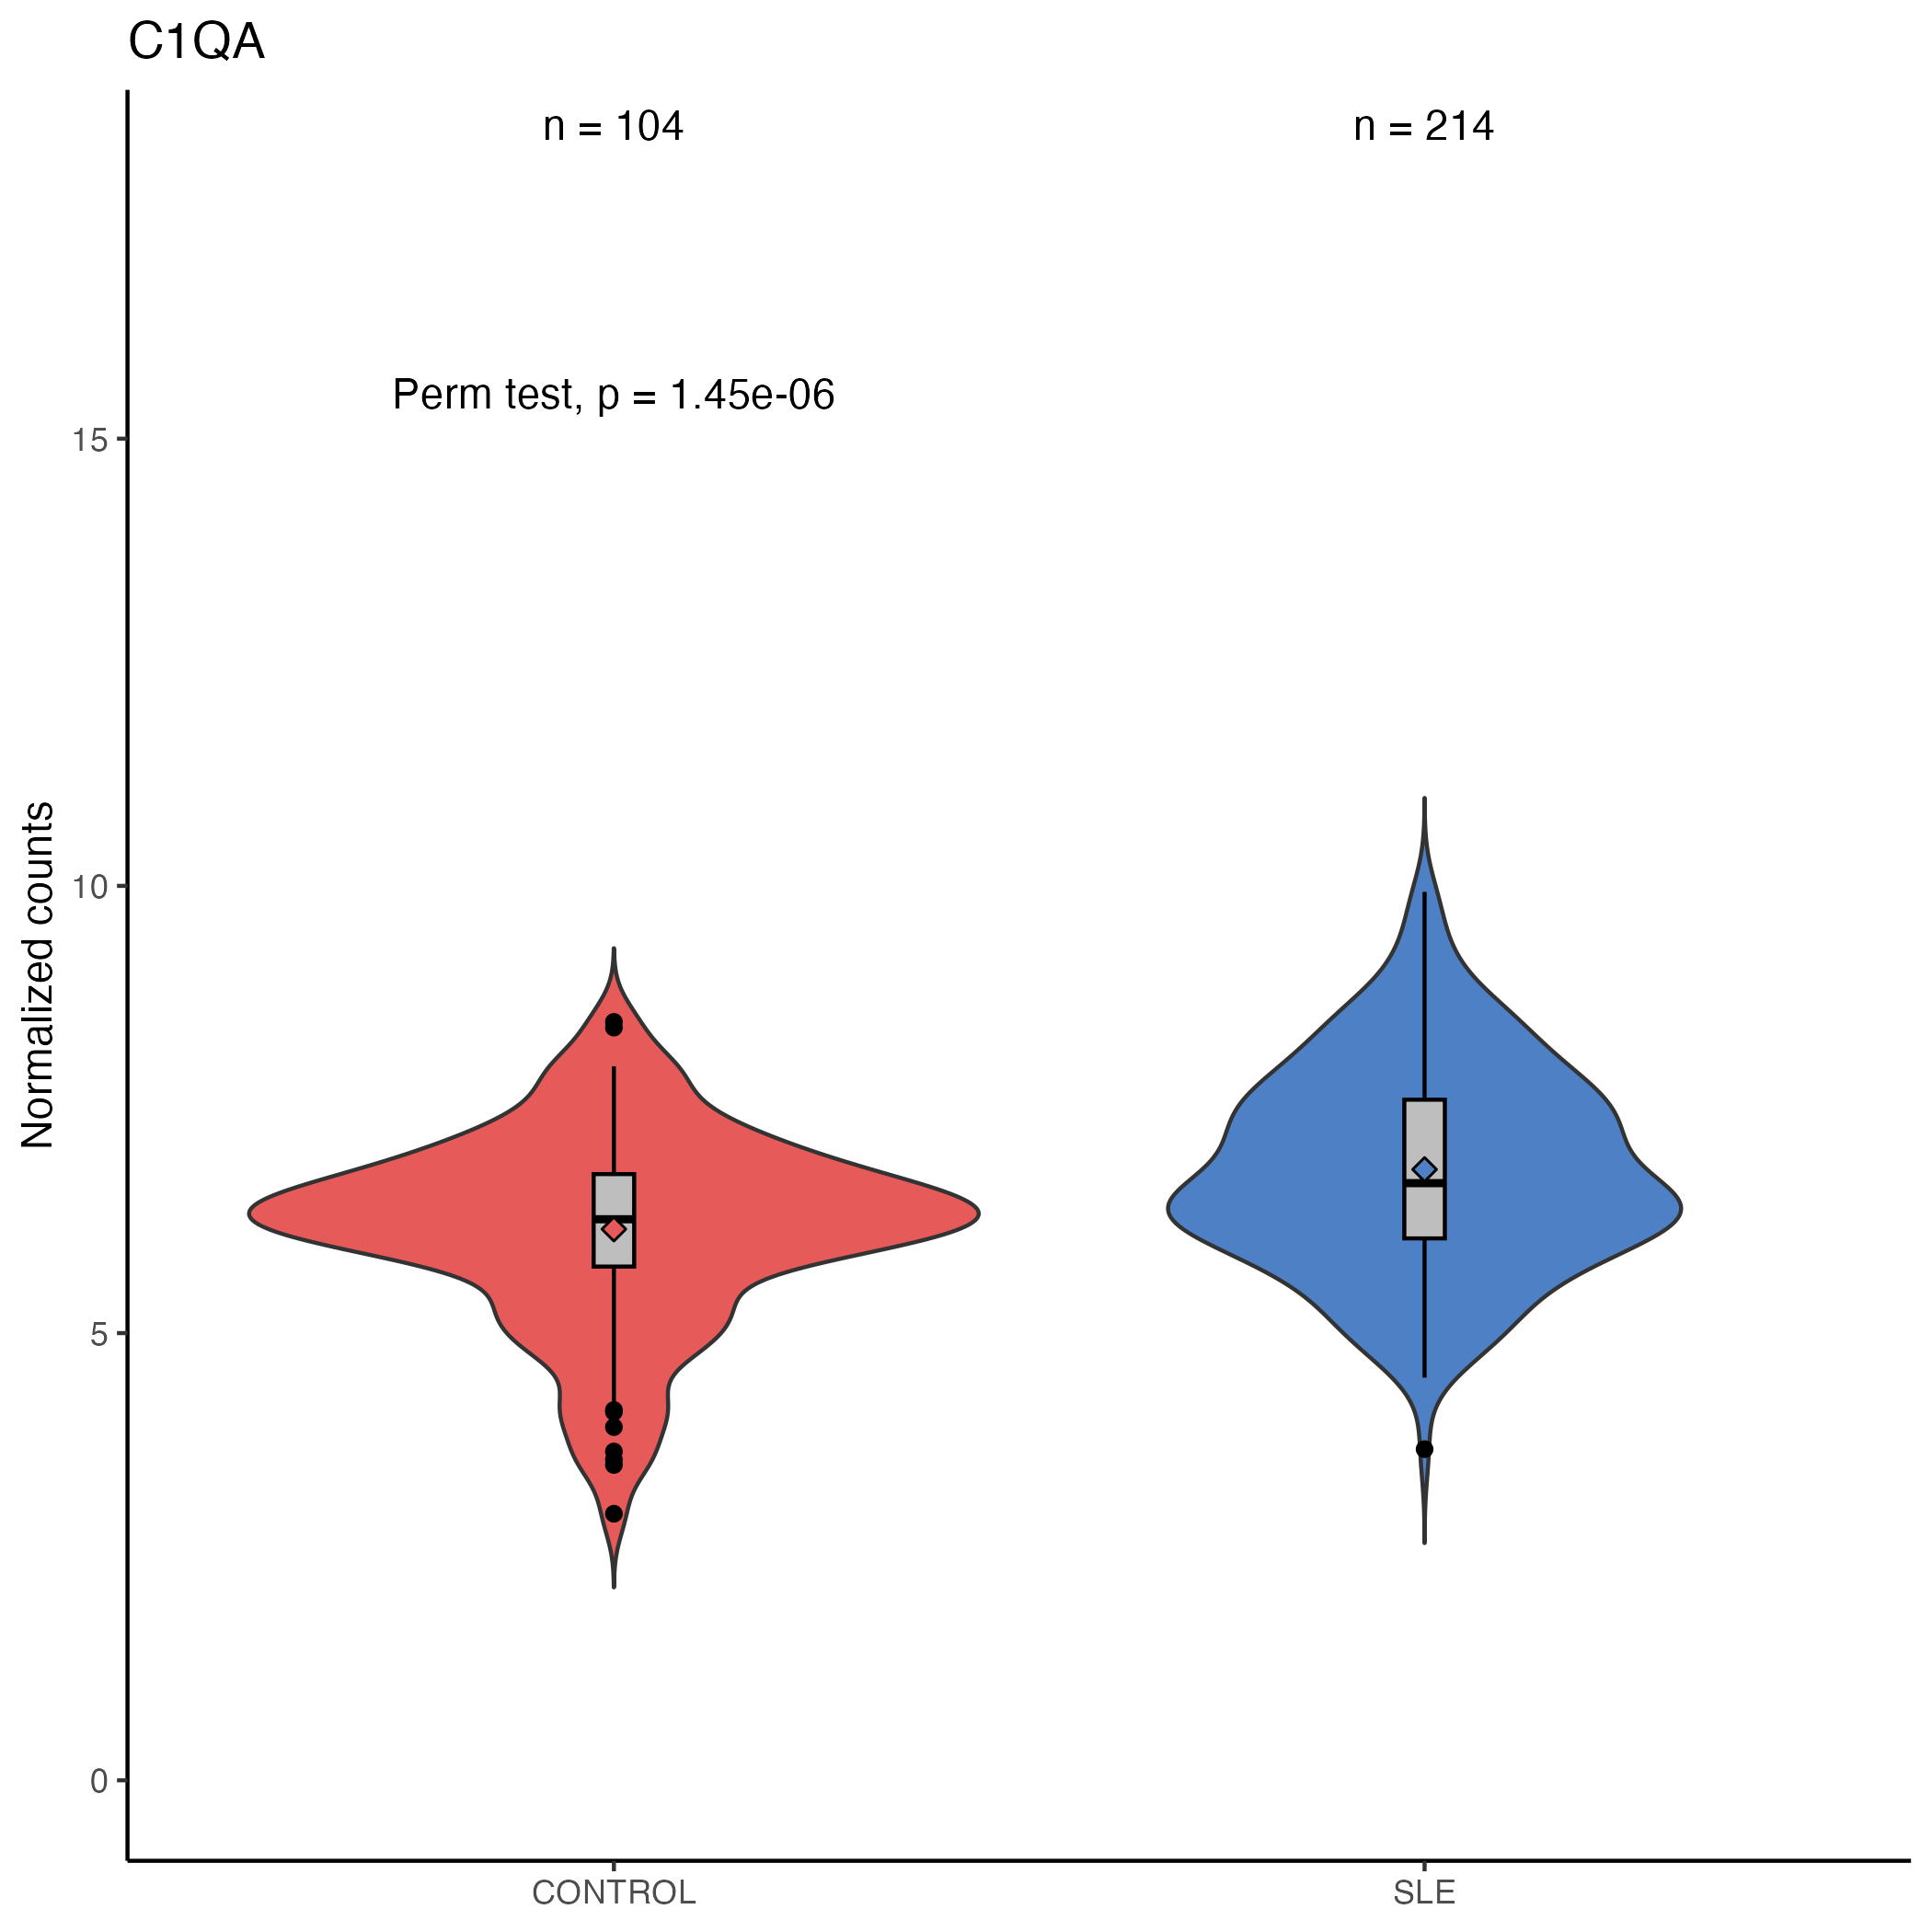 C1QA
n = 104
n = 214
Perm test, p = 1.45e-06
15
10
5
0
Normalized counts
CONTROL
SLE